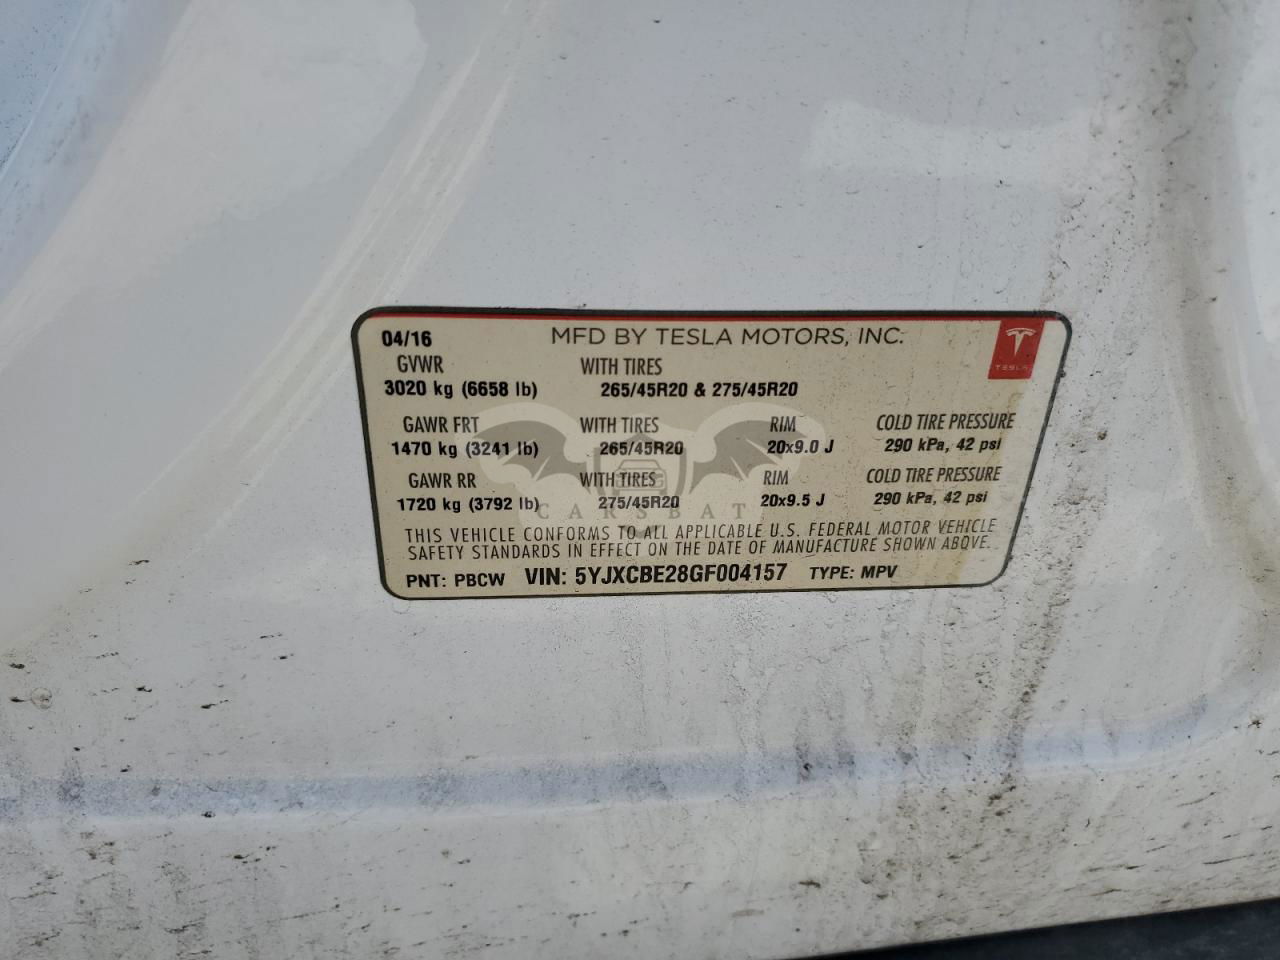 04/16 MFD BY TESLA MOTORS, INC.
GVWR WITH TIRES TESLA
3020 kg (6658 lb) 265/45R20 & 275/45R20
GAWR FRT WITH TIRES RIM COLD TIRE PRESSURE
1470 kg (3241 lb) 265/45R20 20x9.0 J 290 kPa, 42 psi
GAWR RR WITH TIRES RIM COLD TIRE PRESSURE
1720 kg (3792 lb) 275/45R20 20x9.5 J 290 kPa, 42 psi
CARSBAT
THIS VEHICLE CONFORMS TO ALL APPLICABLE U.S. FEDERAL MOTOR VEHICLE
SAFETY STANDARDS IN EFFECT ON THE DATE OF MANUFACTURE SHOWN ABOVE.
PNT: PBCW VIN: 5YJXCBE28GF004157 TYPE: MPV